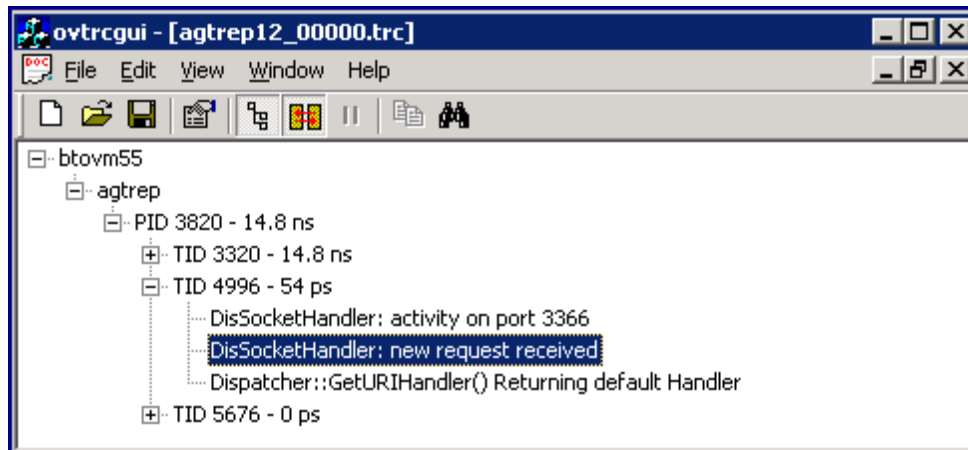 ovtrcgui - [agtrep12_00000.trc]
DOC File Edit View Window Help
btovm55
agtrep
PID 3820 - 14.8 ns
TID 3320 - 14.8 ns
TID 4996 - 54 ps
DisSocketHandler: activity on port 3366
DisSocketHandler: new request received
Dispatcher::GetURIHandler() Returning default Handler
TID 5676 - 0 ps